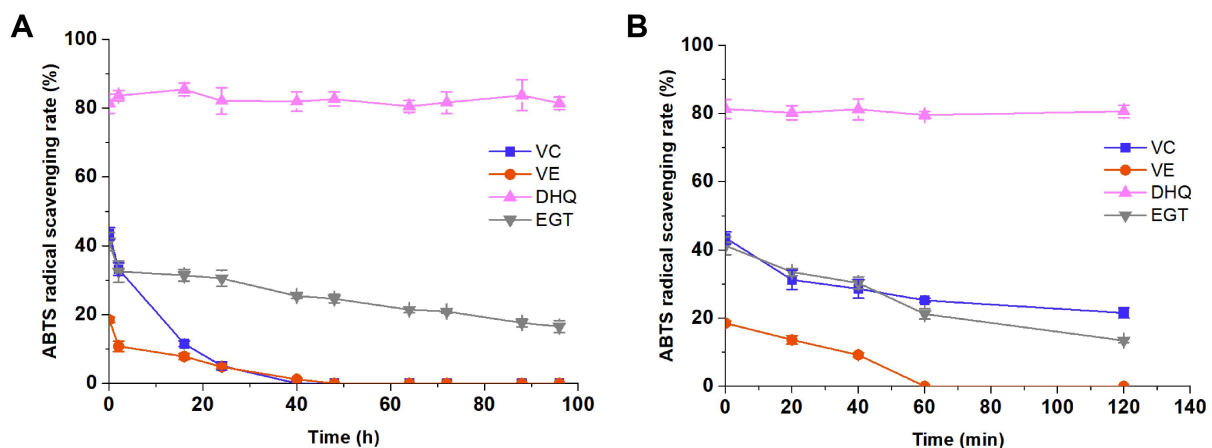 A
ABTS radical scavenging rate (%)
100
80
60
40
20
0
VC
VE
DHQ
EGT
0 20 40 60 80 100
Time (h)
B
ABTS radical scavenging rate (%)
100
80
60
40
20
0
VC
VE
DHQ
EGT
0 20 40 60 80 100 120 140
Time (min)